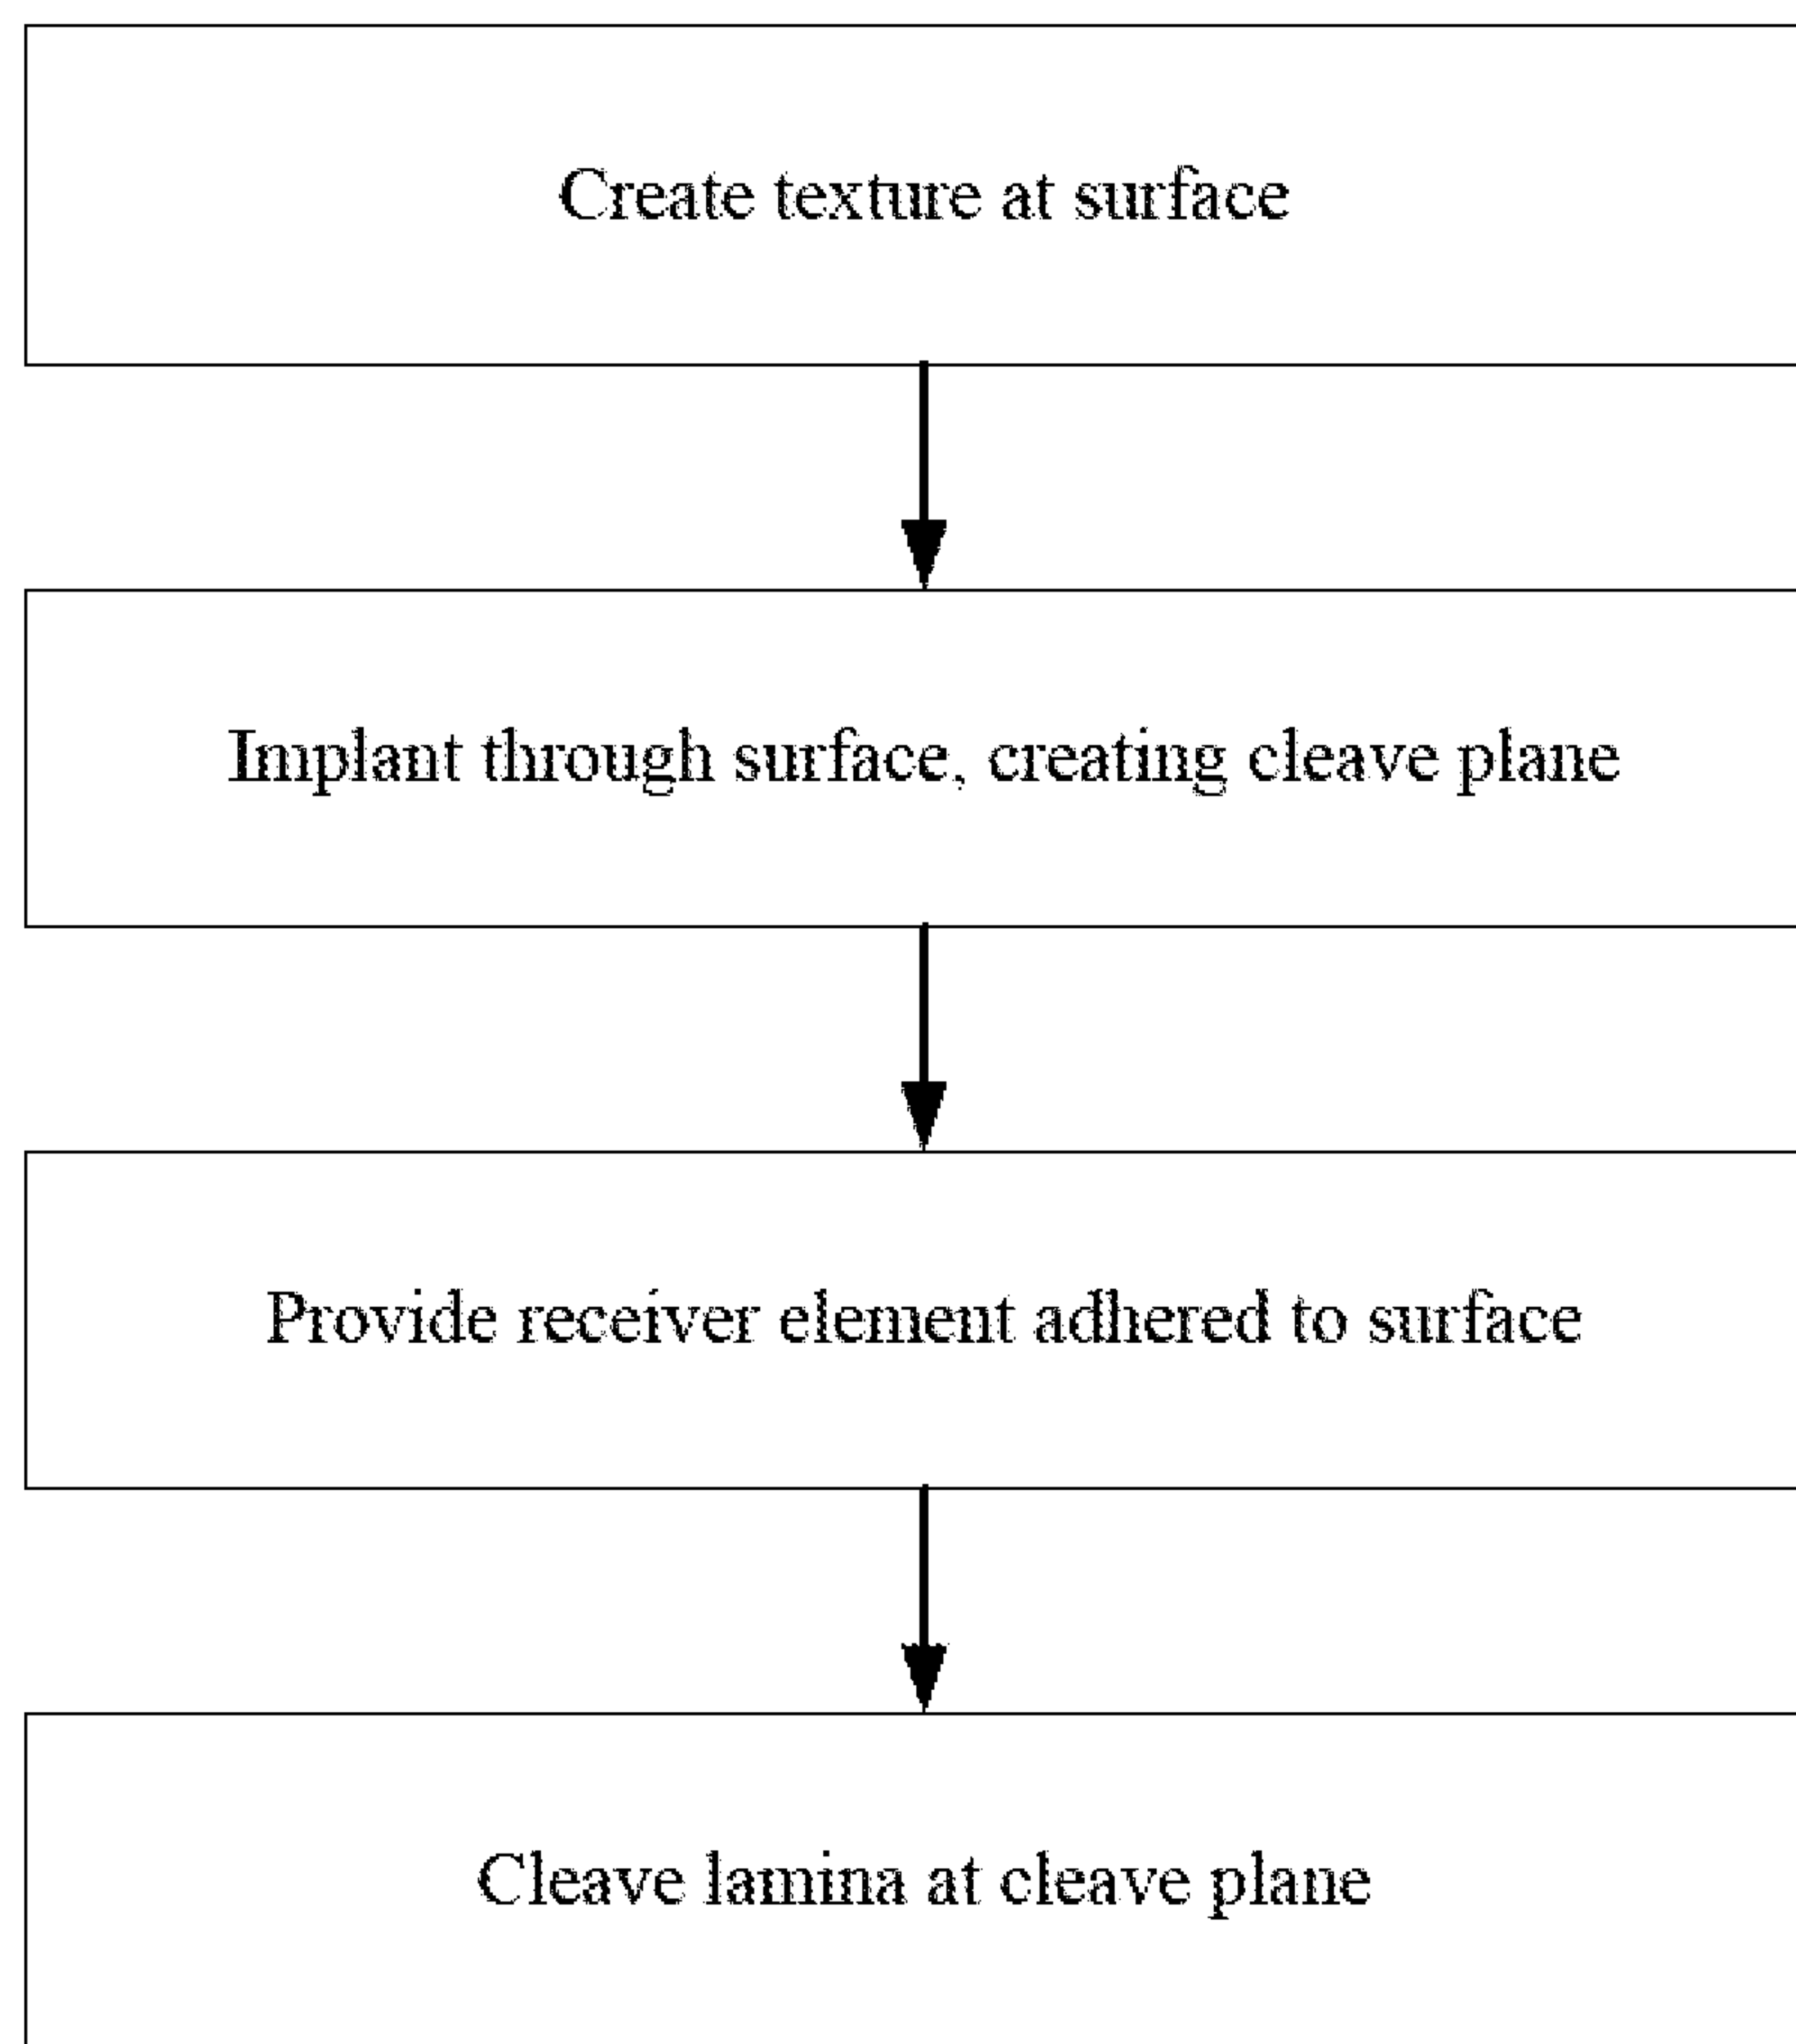 Create texture at surface
Implant through surface, creating cleave plane
Provide receiver element adhered to surface
Cleave lamina at cleave plane